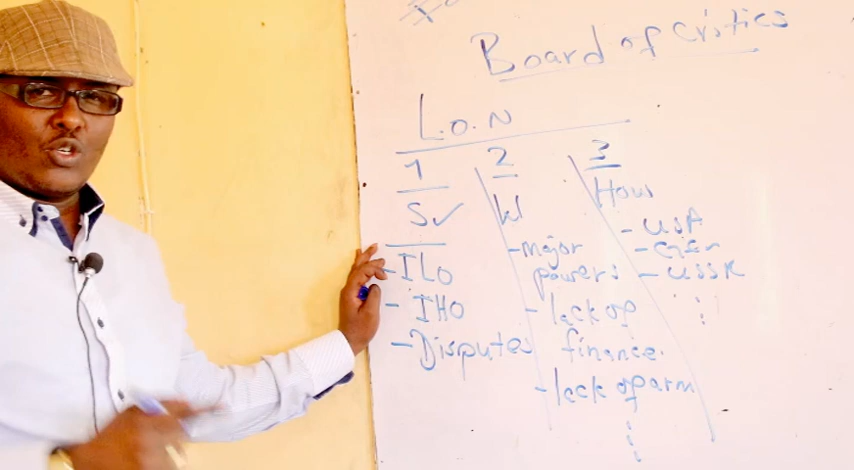 Board of critics
L.O.N
1
S✓
- ILO
- IHO
- Disputes
2
W
- major
powers
- lack of
finance.
- lack of arm
3
How
- USA
- USSR